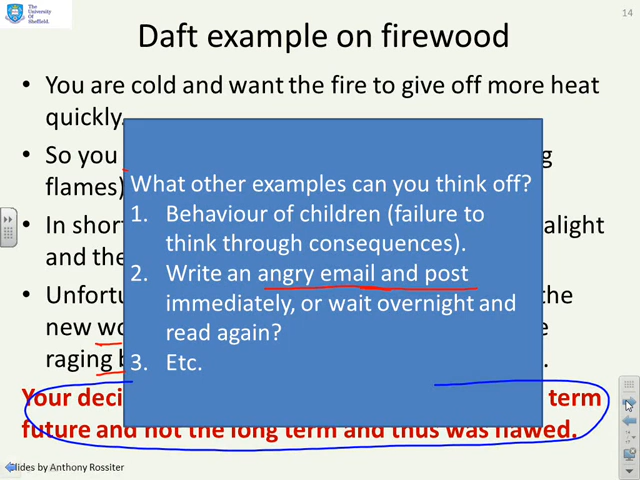 The
University
Of
Sheffield.
14
Daft example on firewood
• You are cold and want the fire to give off more heat
quickly.
• So you
flames)
• In short alight
and the
• Unfortu the
new wo e
raging b .
Your deci term
future and not the long term and thus was flawed.
What other examples can you think off?
1. Behaviour of children (failure to
think through consequences).
2. Write an angry email and post
immediately, or wait overnight and
read again?
3. Etc.
Slides by Anthony Rossiter